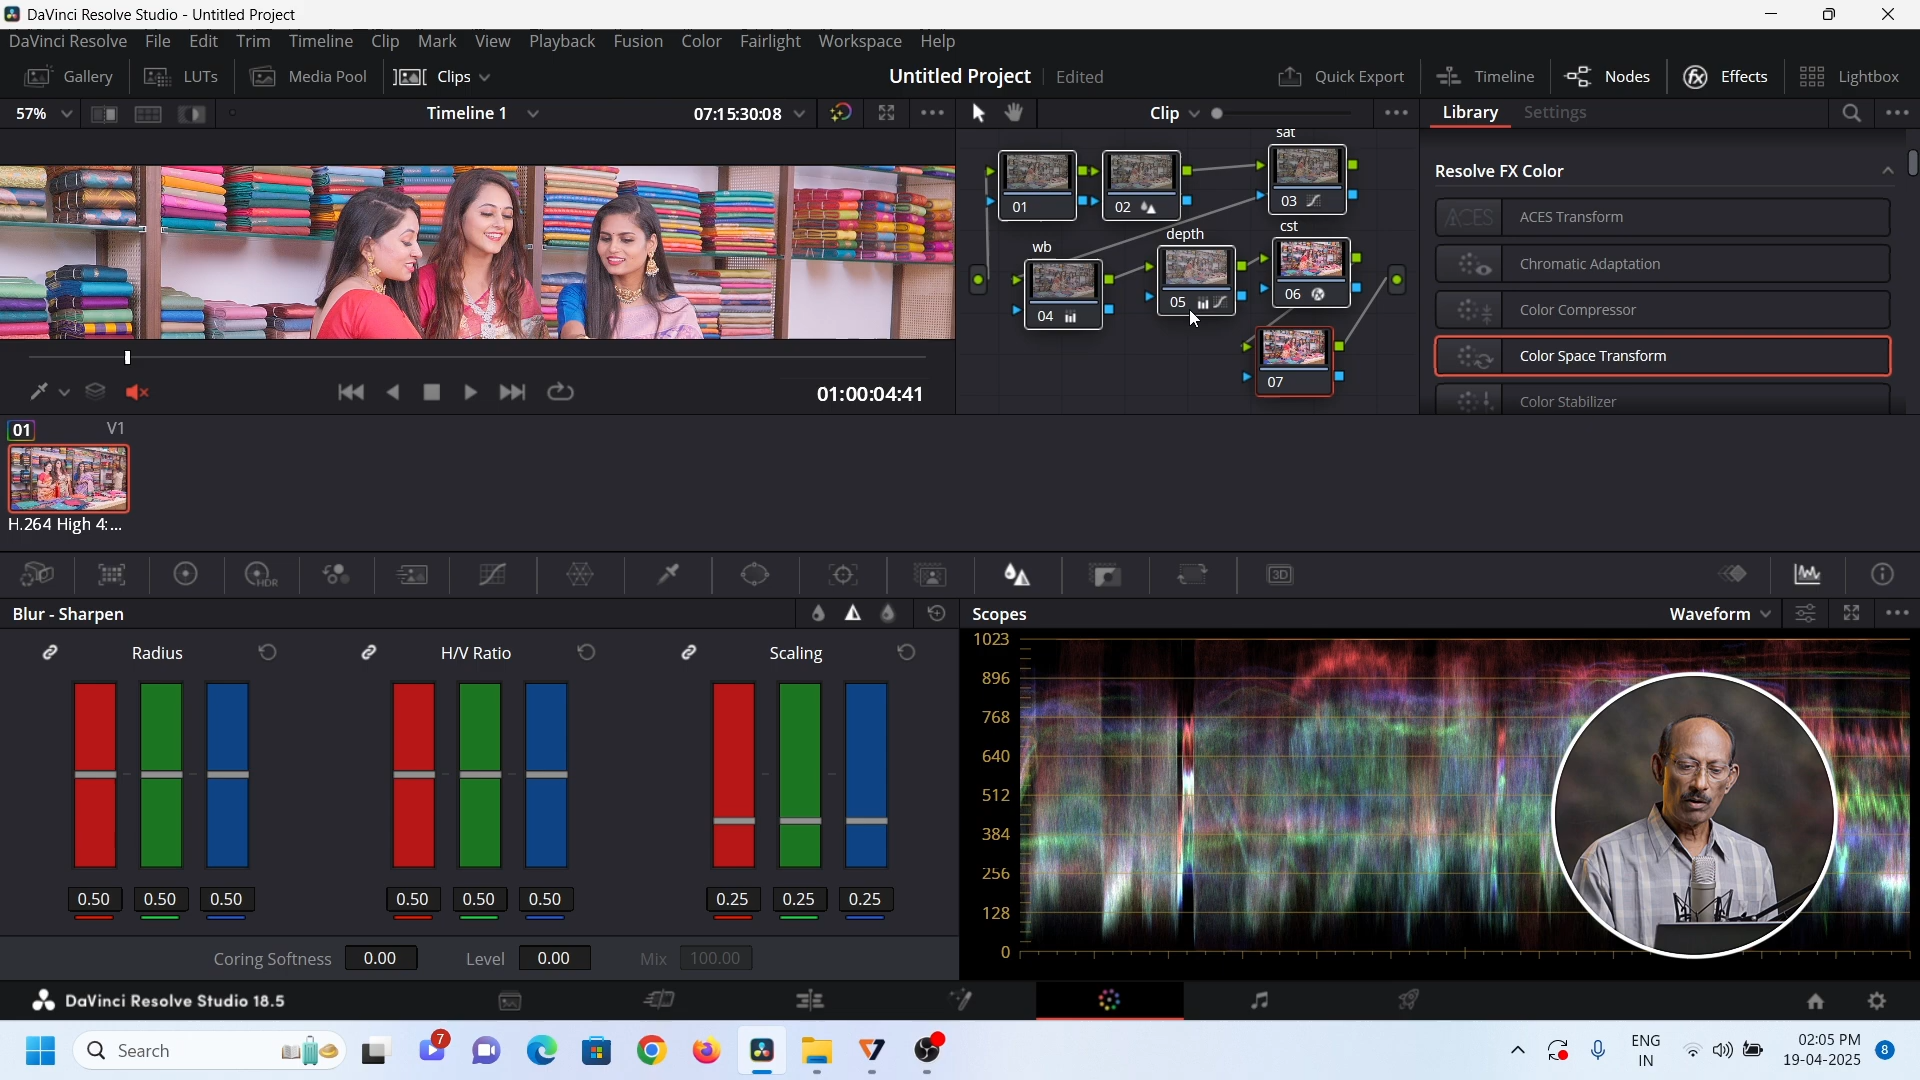 DaVinci Resolve Studio - Untitled Project
DaVinci Resolve File Edit Trim Timeline Clip Mark View Playback Fusion Color Fairlight Workspace Help
Gallery LUTs Media Pool Clips Untitled Project Edited Quick Export Timeline Nodes Effects Lightbox
57% Timeline 1 07:15:30:08 Clip Library Settings
sat
01 02 03
wb depth cst
04 05 06
07
Resolve FX Color
ACES ACES Transform
Chromatic Adaptation
Color Compressor
Color Space Transform
Color Stabilizer
01:00:04:41
01 V1
H.264 High 4:...
HDR 3D
Blur - Sharpen Scopes Waveform
Radius H/V Ratio Scaling
0.50 0.50 0.50 0.50 0.50 0.50 0.25 0.25 0.25
Coring Softness 0.00 Level 0.00 Mix 100.00
1023
896
768
640
512
384
256
128
0
DaVinci Resolve Studio 18.5
Search 7 ENG IN 02:05 PM 19-04-2025 8